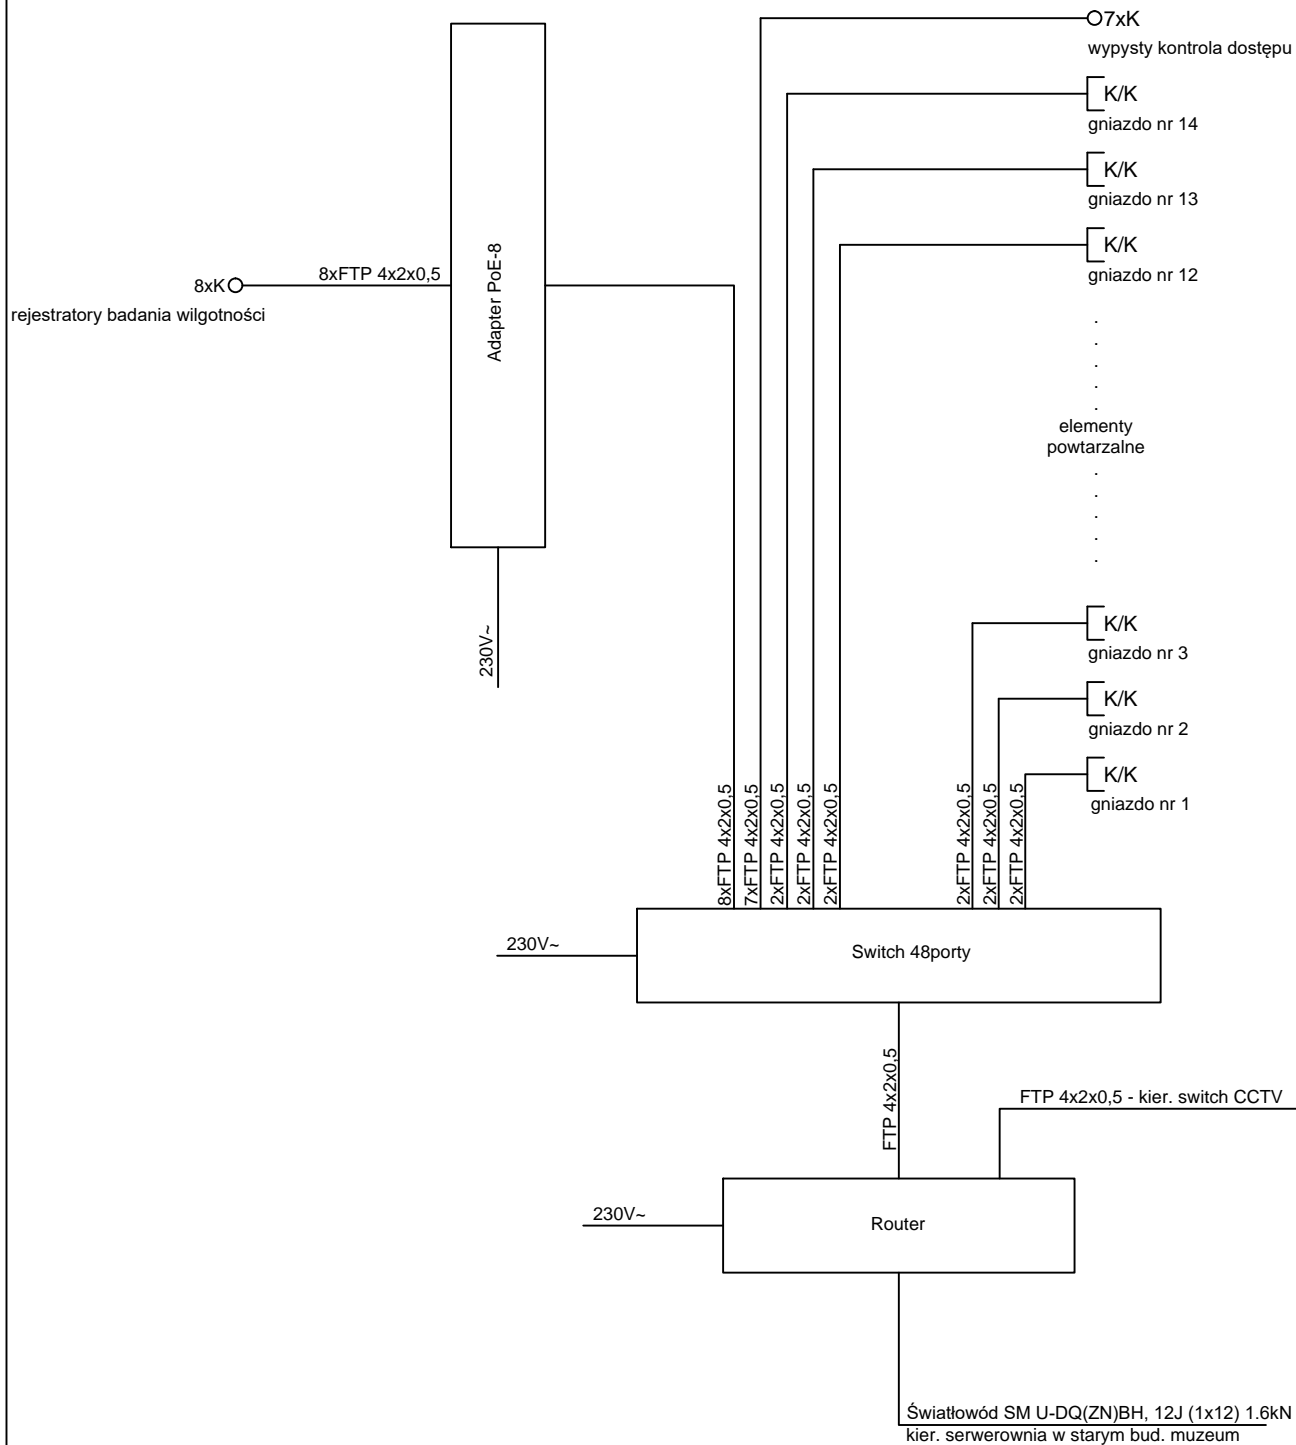 7xK
wypysty kontrola dostępu
K/K
gniazdo nr 14
K/K
gniazdo nr 13
K/K
gniazdo nr 12
8xK
8xFTP 4x2x0,5
rejestratory badania wilgotności
Adapter PoE-8
230V~
elementy
powtarzalne
K/K
gniazdo nr 3
K/K
gniazdo nr 2
K/K
gniazdo nr 1
8xFTP 4x2x0,5
7xFTP 4x2x0,5
2xFTP 4x2x0,5
2xFTP 4x2x0,5
2xFTP 4x2x0,5
2xFTP 4x2x0,5
2xFTP 4x2x0,5
2xFTP 4x2x0,5
230V~
Switch 48porty
FTP 4x2x0,5
FTP 4x2x0,5 - kier. switch CCTV
230V~
Router
Światłowód SM U-DQ(ZN)BH, 12J (1x12) 1.6kN
kier. serwerownia w starym bud. muzeum